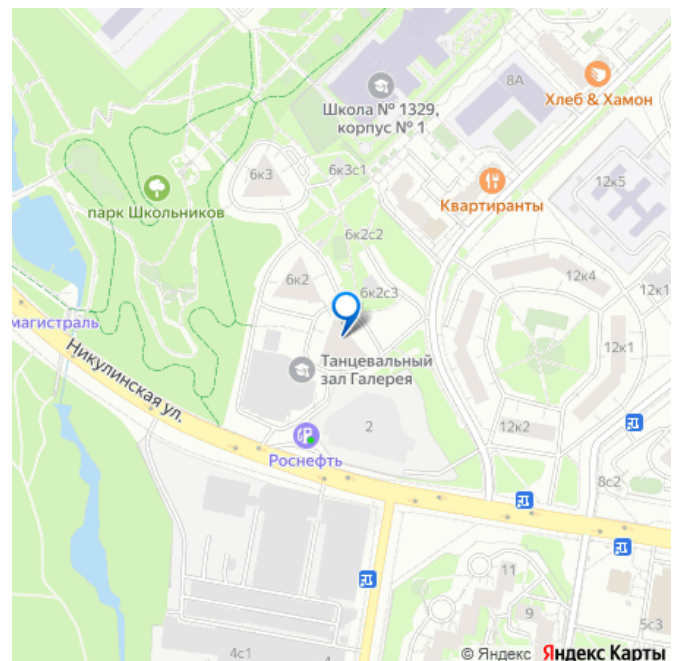 8А
Хлеб & Хамон
Школа № 1329,
корпус № 1
6к3
6к3с1
12к5
парк Школьников
Квартиранты
6к2с2
12к4
6к2
6к2с3
12к1
магистраль
12к1
Никулинская ул.
Танцевальный
зал Галерея
2
12к2
Роснефть
8с2
11
9
5с3
4с1
© Яндекс Яндекс Карты